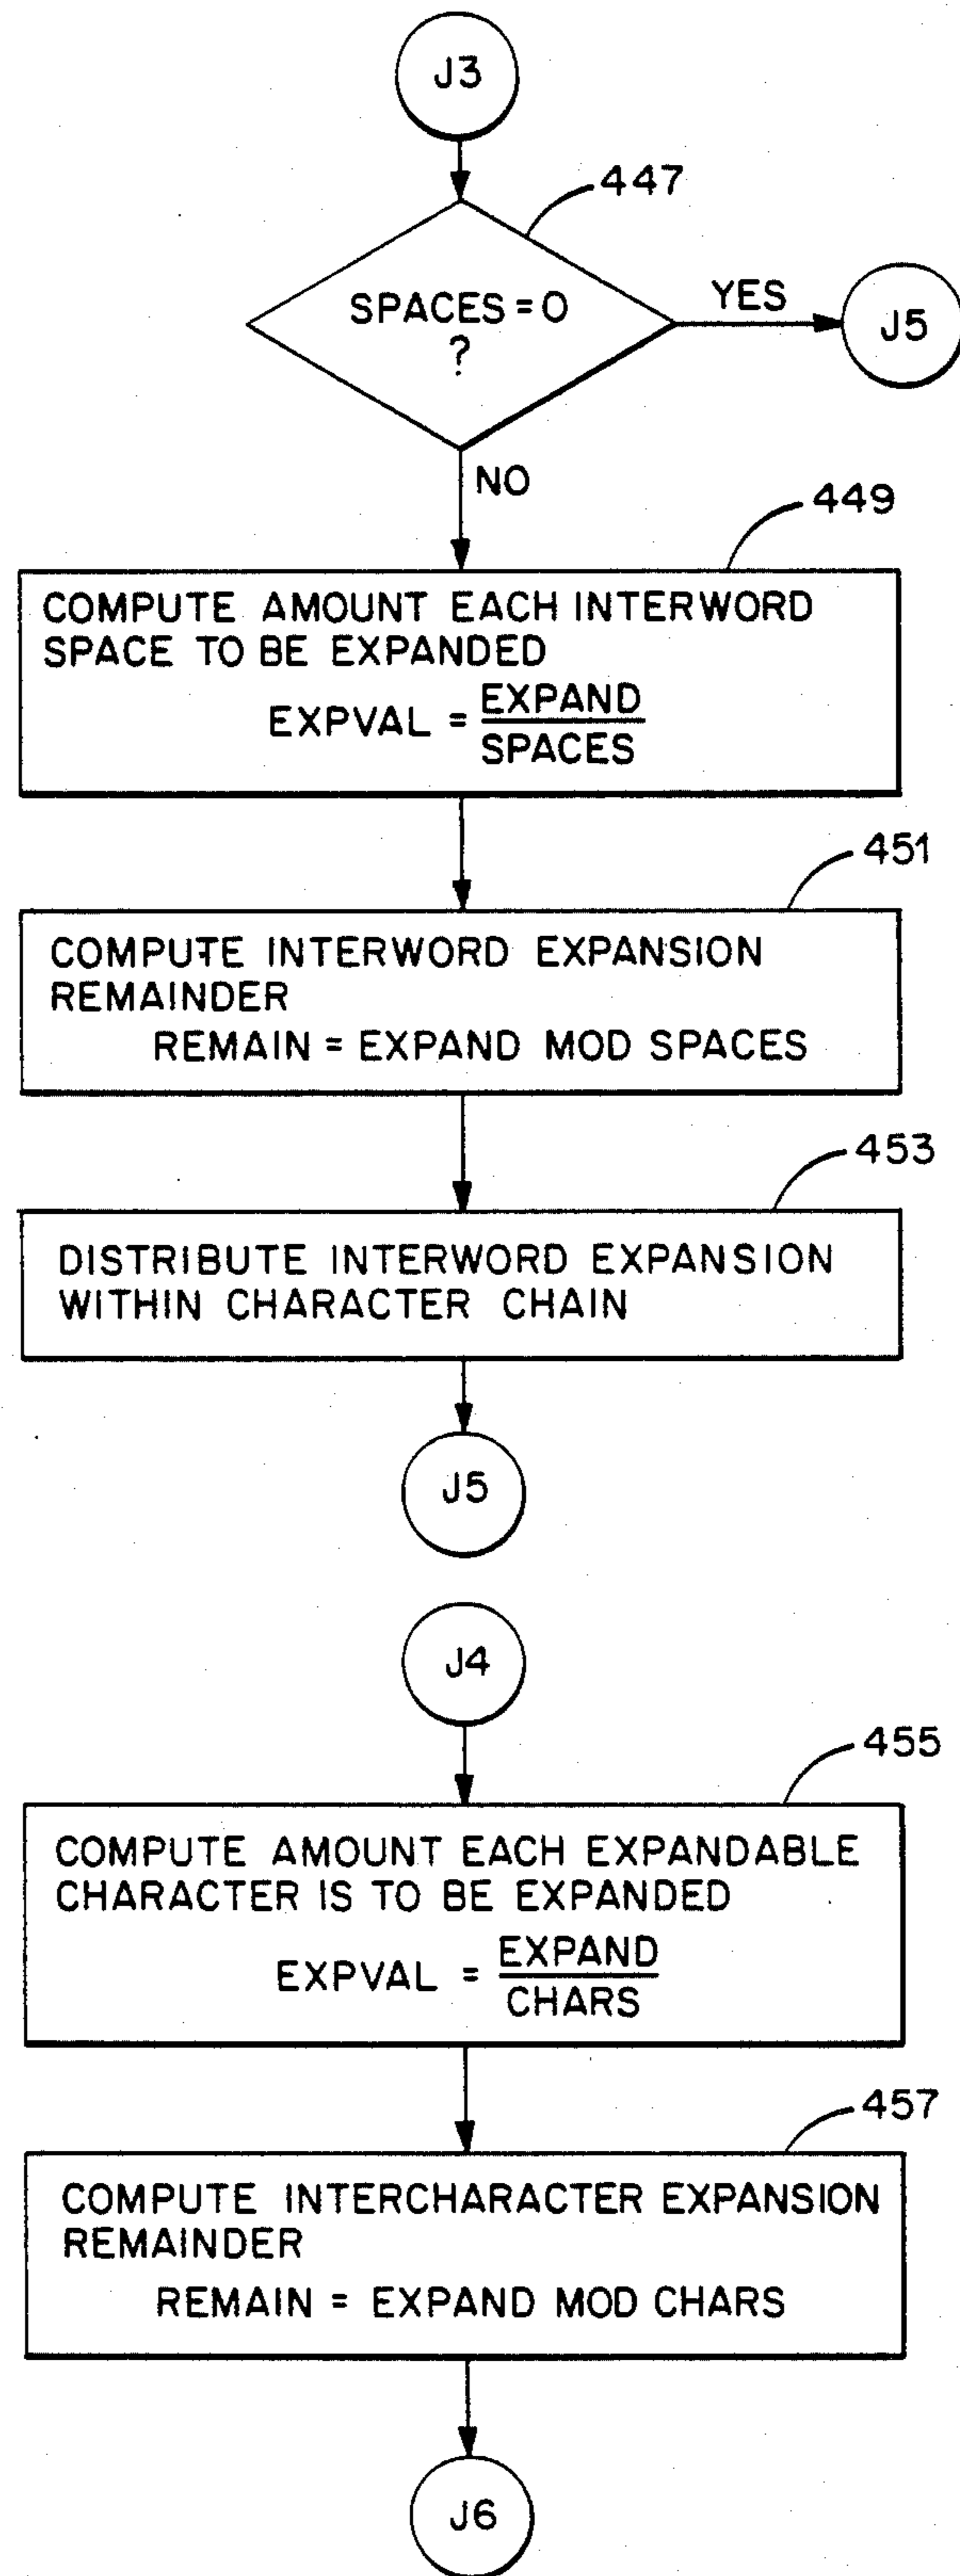 J3
447
SPACES = 0
?
YES
J5
NO
449
COMPUTE AMOUNT EACH INTERWORD
SPACE TO BE EXPANDED
EXPVAL = EXPAND
SPACES
451
COMPUTE INTERWORD EXPANSION
REMAINDER
REMAIN = EXPAND MOD SPACES
453
DISTRIBUTE INTERWORD EXPANSION
WITHIN CHARACTER CHAIN
J5
J4
455
COMPUTE AMOUNT EACH EXPANDABLE
CHARACTER IS TO BE EXPANDED
EXPVAL = EXPAND
CHARS
457
COMPUTE INTERCHARACTER EXPANSION
REMAINDER
REMAIN = EXPAND MOD CHARS
J6